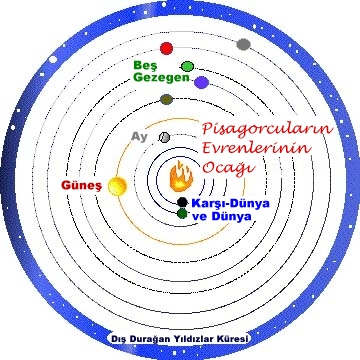 Beş
Gezegen
Pisagorcuların
Evrenlerinin
Ocağı
Ay
Güneş
Karşı-Dünya
ve Dünya
Dış Durağan Yıldızlar Küresi